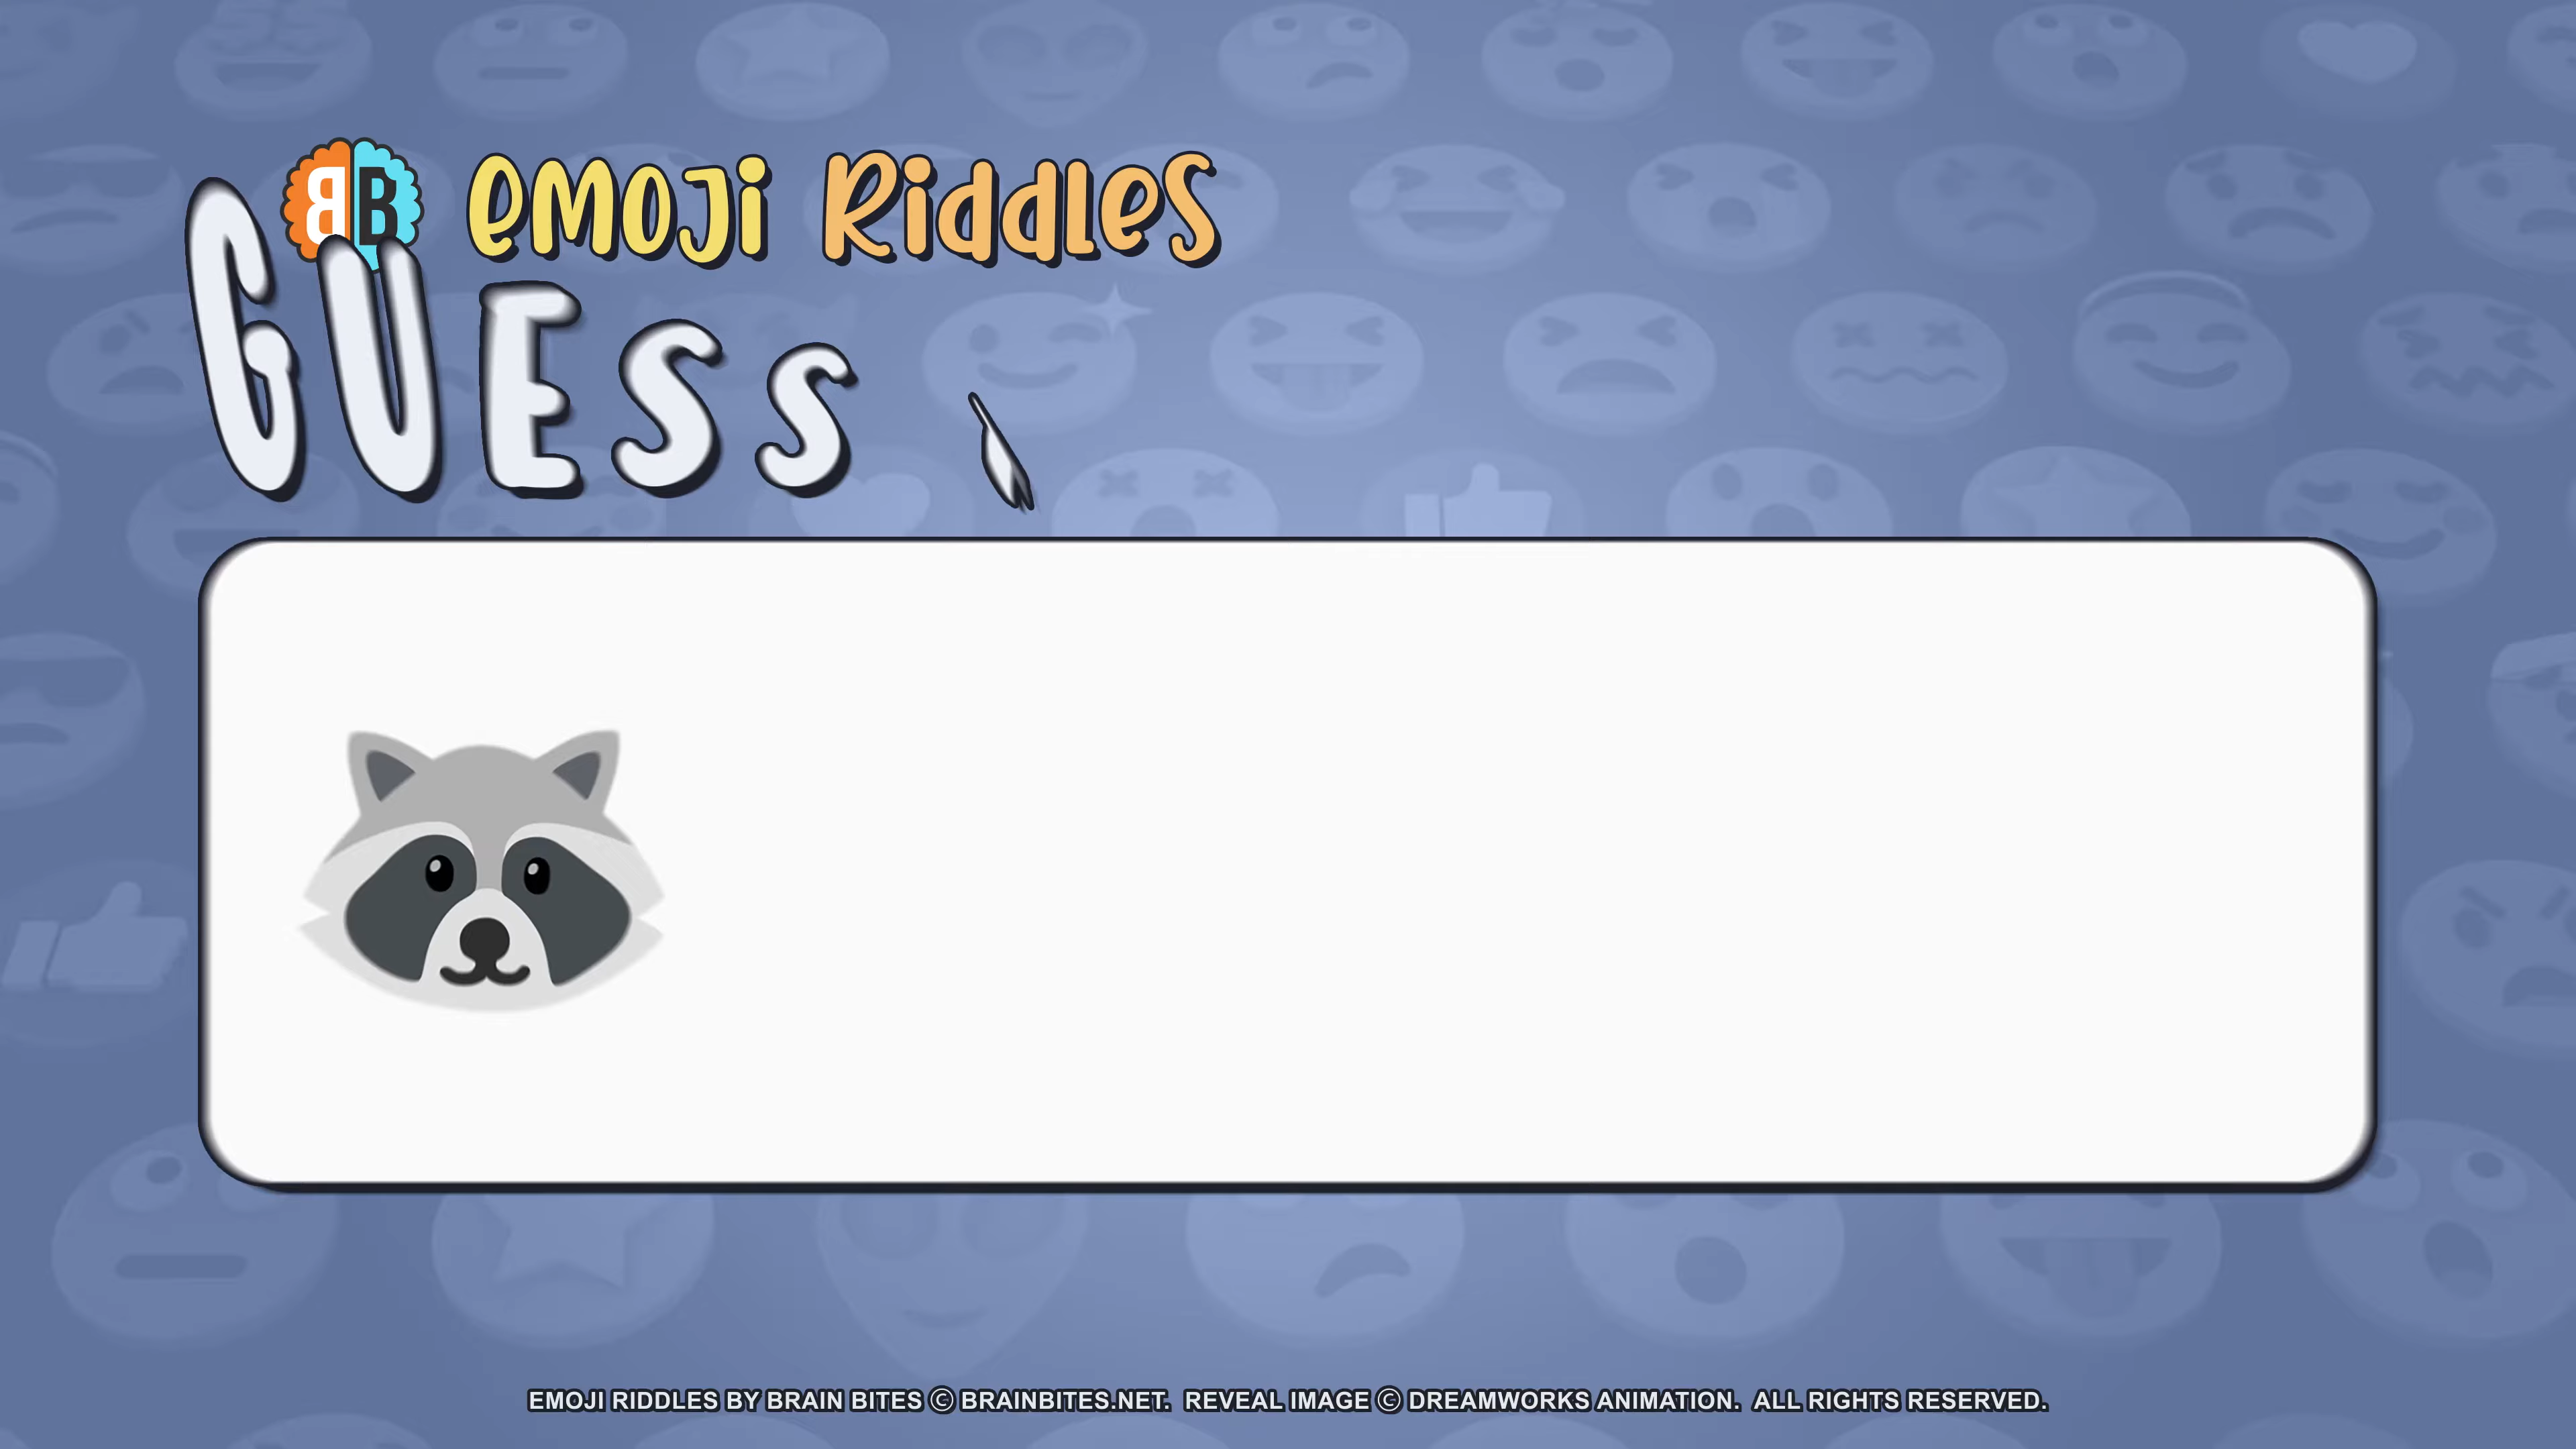 BB emoji Riddles
GUESS
EMOJI RIDDLES BY BRAIN BITES © BRAINBITES.NET. REVEAL IMAGE © DREAMWORKS ANIMATION. ALL RIGHTS RESERVED.